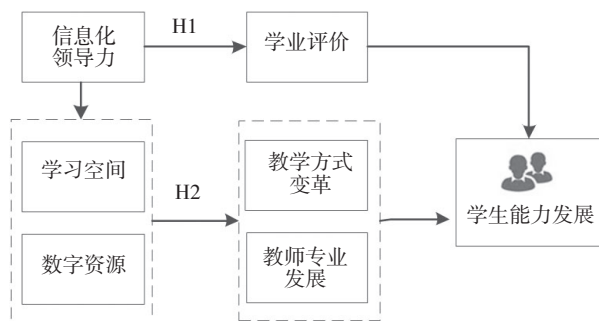 信息化
领导力
H1
学业评价
学习空间
数字资源
H2
教学方式
变革
教师专业
发展
学生能力发展